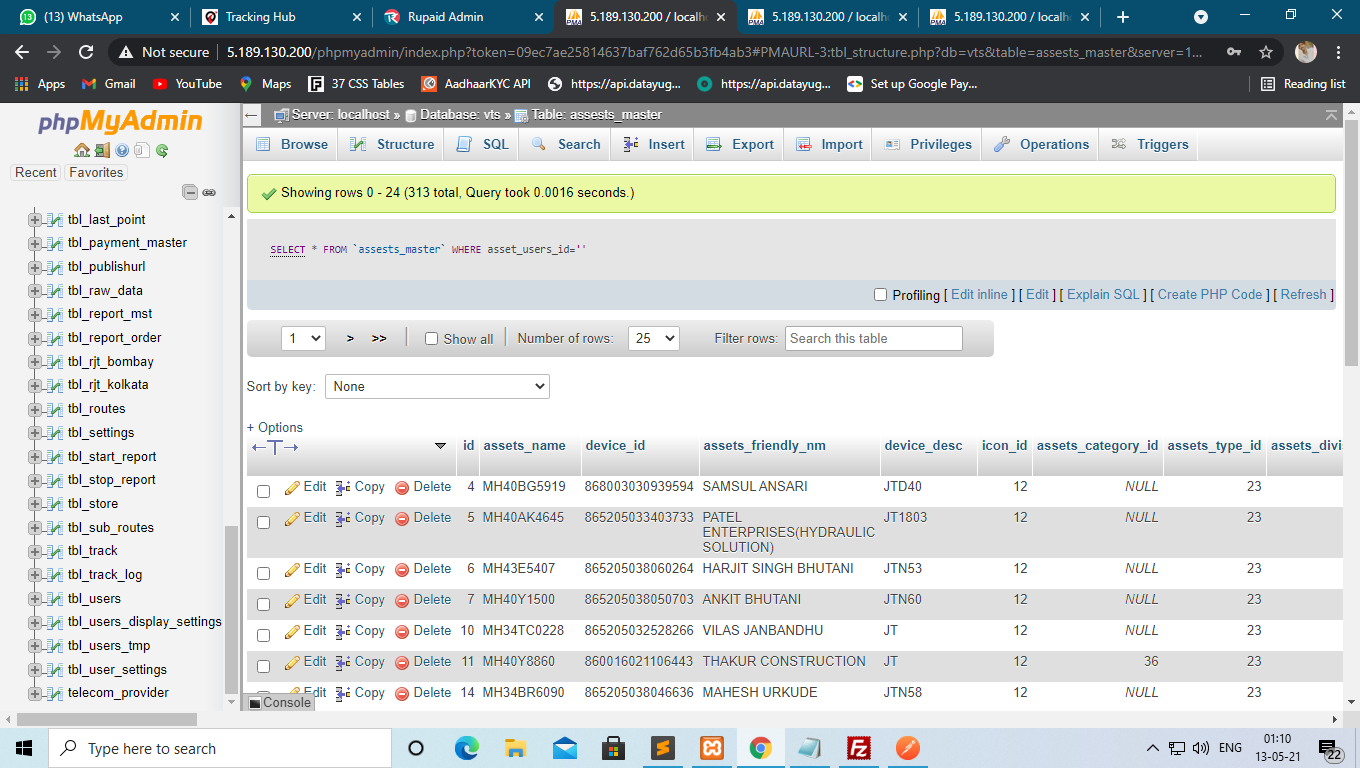 (13) WhatsApp
Tracking Hub
Rupaid Admin
5.189.130.200 / localh
5.189.130.200 / localh
5.189.130.200 / localh
Not secure
5.189.130.200/phpmyadmin/index.php?token=09ec7ae25814637baf762d65b3fb4ab3#PMAURL-3:tbl_structure.php?db=vts&table=assests_master&server=1...
Apps Gmail YouTube Maps 37 CSS Tables AadhaarKYC API https://api.datayug... https://api.datayug... Set up Google Pay... Reading list
phpMyAdmin
Recent Favorites
tbl_last_point
tbl_payment_master
tbl_publishurl
tbl_raw_data
tbl_report_mst
tbl_report_order
tbl_rjt_bombay
tbl_rjt_kolkata
tbl_routes
tbl_settings
tbl_start_report
tbl_stop_report
tbl_store
tbl_sub_routes
tbl_track
tbl_track_log
tbl_users
tbl_users_display_settings
tbl_users_tmp
tbl_user_settings
telecom_provider
Server: localhost » Database: vts » Table: assests_master
Browse Structure SQL Search Insert Export Import Privileges Operations Triggers
Showing rows 0 - 24 (313 total, Query took 0.0016 seconds.)
SELECT * FROM `assests_master` WHERE asset_users_id=''
Profiling [ Edit inline ] [ Edit ] [ Explain SQL ] [ Create PHP Code ] [ Refresh ]
1 > >> Show all Number of rows: 25 Filter rows: Search this table
Sort by key: None
+ Options
←T→ id assets_name device_id assets_friendly_nm device_desc icon_id assets_category_id assets_type_id assets_divi
Edit Copy Delete 4 MH40BG5919 868003030939594 SAMSUL ANSARI JTD40 12 NULL 23
Edit Copy Delete 5 MH40AK4645 865205033403733 PATEL JT1803 12 NULL 23
ENTERPRISES(HYDRAULIC
SOLUTION)
Edit Copy Delete 6 MH43E5407 865205038060264 HARJIT SINGH BHUTANI JTN53 12 NULL 23
Edit Copy Delete 7 MH40Y1500 865205038050703 ANKIT BHUTANI JTN60 12 NULL 23
Edit Copy Delete 10 MH34TC0228 865205032528266 VILAS JANBANDHU JT 12 NULL 23
Edit Copy Delete 11 MH40Y8860 860016021106443 THAKUR CONSTRUCTION JT 12 36 23
Edit Copy Delete 14 MH34BR6090 865205038046636 MAHESH URKUDE JTN58 12 NULL 23
Console
Type here to search
ENG
01:10
13-05-21
22